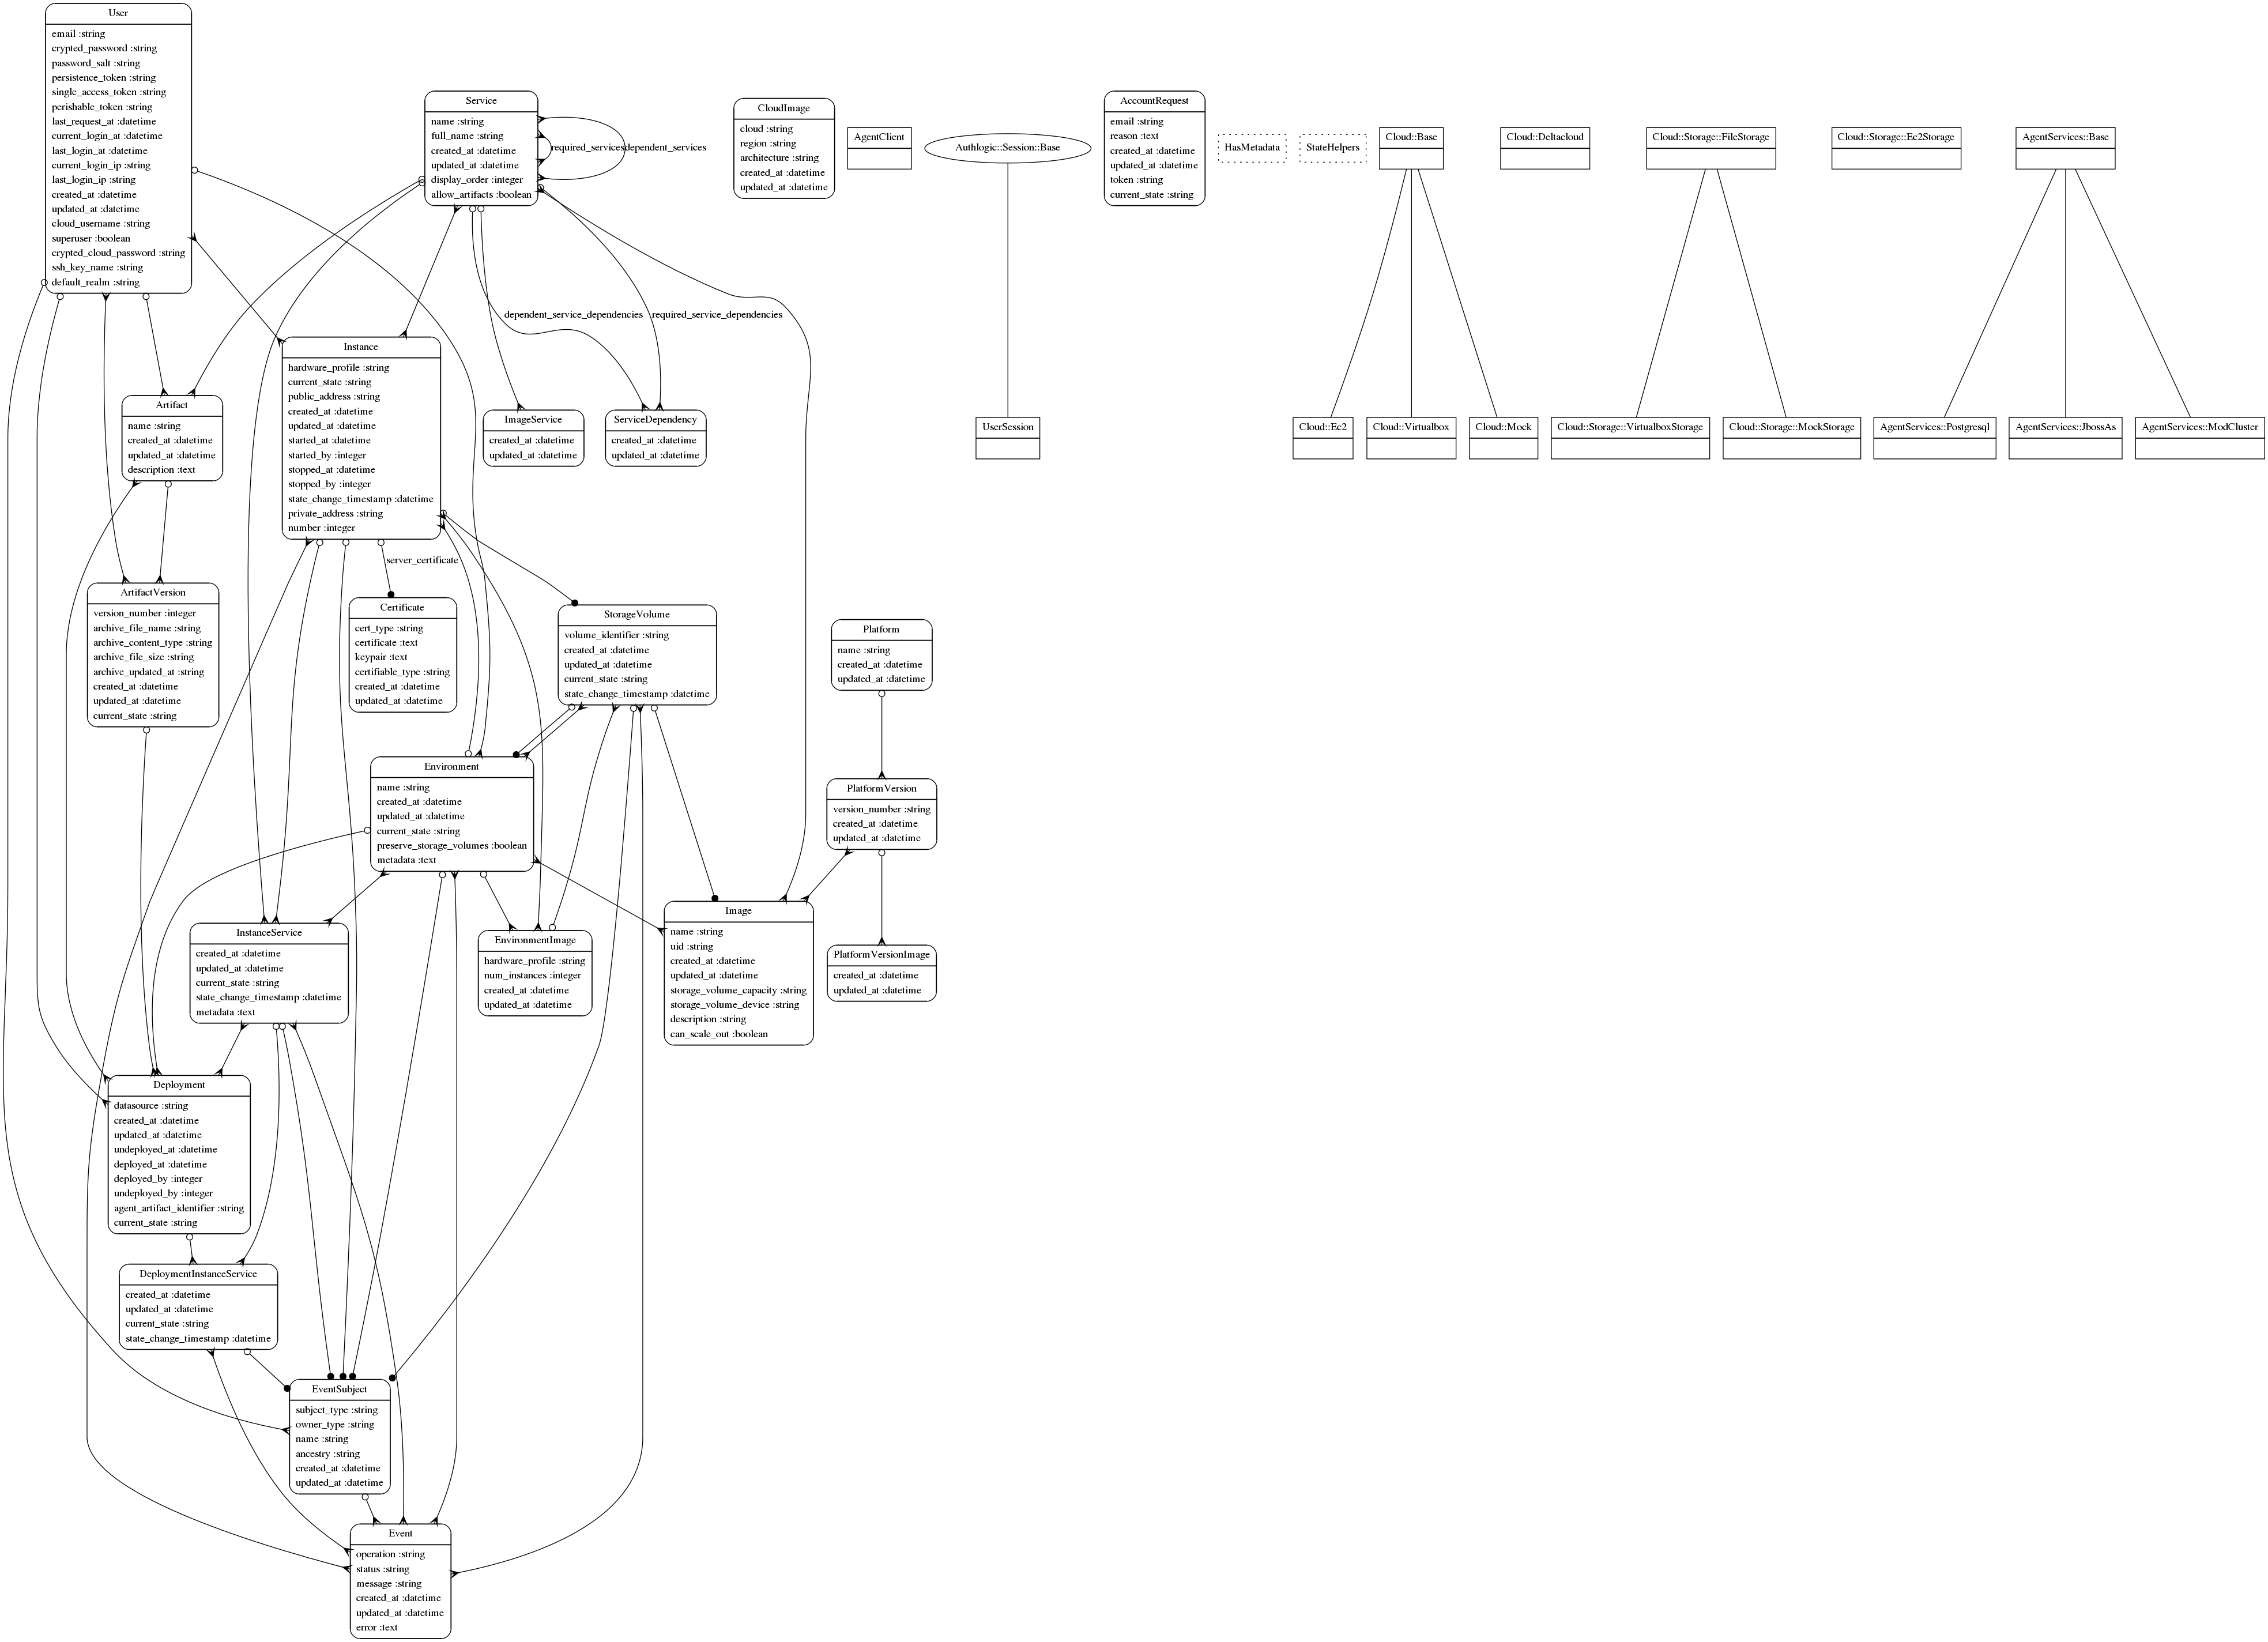 User
email :string
crypted_password :string
password_salt :string
persistence_token :string
single_access_token :string
perishable_token :string
last_request_at :datetime
current_login_at :datetime
last_login_at :datetime
current_login_ip :string
last_login_ip :string
created_at :datetime
updated_at :datetime
cloud_username :string
superuser :boolean
crypted_cloud_password :string
ssh_key_name :string
default_realm :string
Service
name :string
full_name :string
created_at :datetime
updated_at :datetime
display_order :integer
allow_artifacts :boolean
required_services
dependent_services
CloudImage
cloud :string
region :string
architecture :string
created_at :datetime
updated_at :datetime
AgentClient
Authlogic::Session::Base
AccountRequest
email :string
reason :text
created_at :datetime
updated_at :datetime
token :string
current_state :string
HasMetadata
StateHelpers
Cloud::Base
Cloud::Deltacloud
Cloud::Storage::FileStorage
Cloud::Storage::Ec2Storage
AgentServices::Base
dependent_service_dependencies
required_service_dependencies
Instance
hardware_profile :string
current_state :string
public_address :string
created_at :datetime
updated_at :datetime
started_at :datetime
started_by :integer
stopped_at :datetime
stopped_by :integer
state_change_timestamp :datetime
private_address :string
number :integer
Artifact
name :string
created_at :datetime
updated_at :datetime
description :text
ImageService
created_at :datetime
updated_at :datetime
ServiceDependency
created_at :datetime
updated_at :datetime
UserSession
Cloud::Ec2
Cloud::Virtualbox
Cloud::Mock
Cloud::Storage::VirtualboxStorage
Cloud::Storage::MockStorage
AgentServices::Postgresql
AgentServices::JbossAs
AgentServices::ModCluster
server_certificate
ArtifactVersion
version_number :integer
archive_file_name :string
archive_content_type :string
archive_file_size :string
archive_updated_at :string
created_at :datetime
updated_at :datetime
current_state :string
Certificate
cert_type :string
certificate :text
keypair :text
certifiable_type :string
created_at :datetime
updated_at :datetime
StorageVolume
volume_identifier :string
created_at :datetime
updated_at :datetime
current_state :string
state_change_timestamp :datetime
Platform
name :string
created_at :datetime
updated_at :datetime
Environment
name :string
created_at :datetime
updated_at :datetime
current_state :string
preserve_storage_volumes :boolean
metadata :text
PlatformVersion
version_number :string
created_at :datetime
updated_at :datetime
InstanceService
created_at :datetime
updated_at :datetime
current_state :string
state_change_timestamp :datetime
metadata :text
EnvironmentImage
hardware_profile :string
num_instances :integer
created_at :datetime
updated_at :datetime
Image
name :string
uid :string
created_at :datetime
updated_at :datetime
storage_volume_capacity :string
storage_volume_device :string
description :string
can_scale_out :boolean
PlatformVersionImage
created_at :datetime
updated_at :datetime
Deployment
datasource :string
created_at :datetime
updated_at :datetime
undeployed_at :datetime
deployed_at :datetime
deployed_by :integer
undeployed_by :integer
agent_artifact_identifier :string
current_state :string
DeploymentInstanceService
created_at :datetime
updated_at :datetime
current_state :string
state_change_timestamp :datetime
EventSubject
subject_type :string
owner_type :string
name :string
ancestry :string
created_at :datetime
updated_at :datetime
Event
operation :string
status :string
message :string
created_at :datetime
updated_at :datetime
error :text